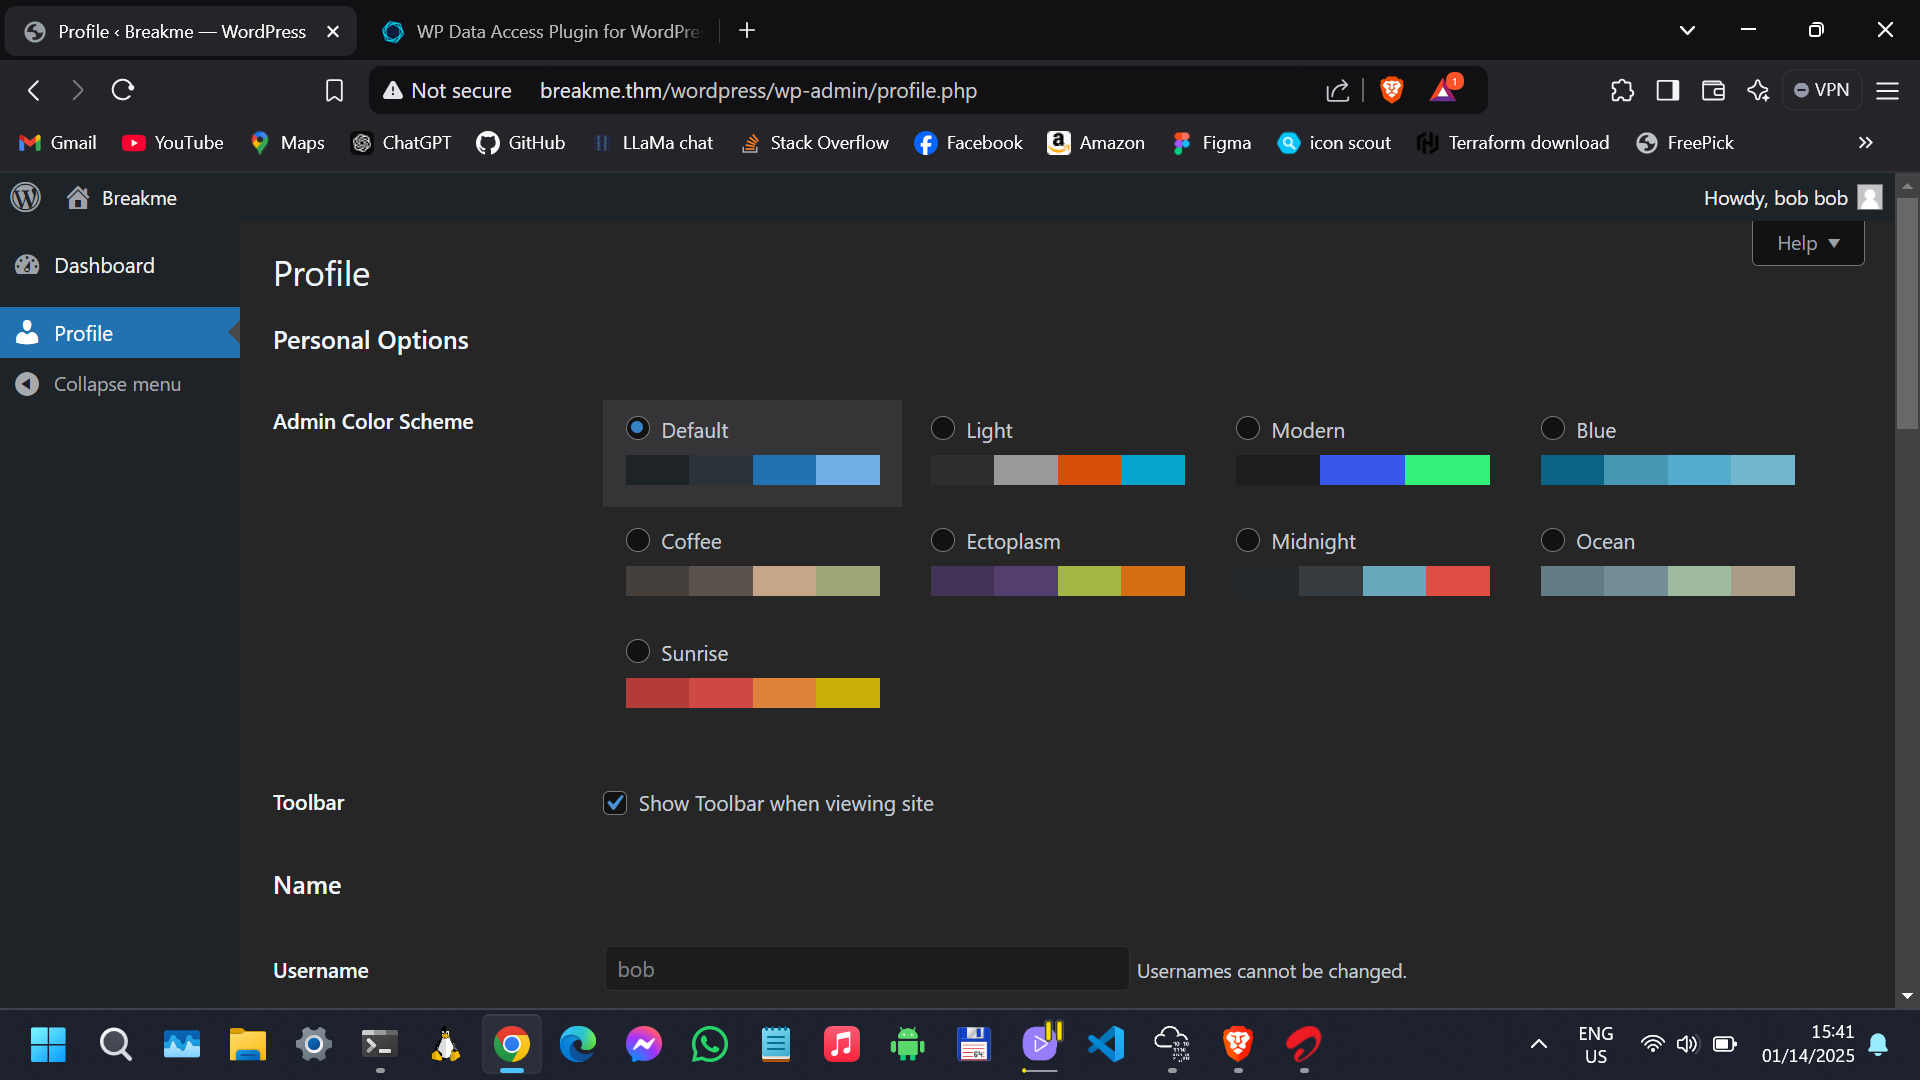 Profile ‹ Breakme — WordPress
WP Data Access Plugin for WordPre
Not secure breakme.thm/wordpress/wp-admin/profile.php
1
VPN
Gmail YouTube Maps ChatGPT GitHub LLaMa chat Stack Overflow Facebook Amazon Figma icon scout Terraform download FreePick
Breakme
Howdy, bob bob
Help
Dashboard
Profile
Collapse menu
Profile
Personal Options
Admin Color Scheme
Default Light Modern Blue
Coffee Ectoplasm Midnight Ocean
Sunrise
Toolbar
Show Toolbar when viewing site
Name
Username
bob
Usernames cannot be changed.
ENG
US
15:41
01/14/2025